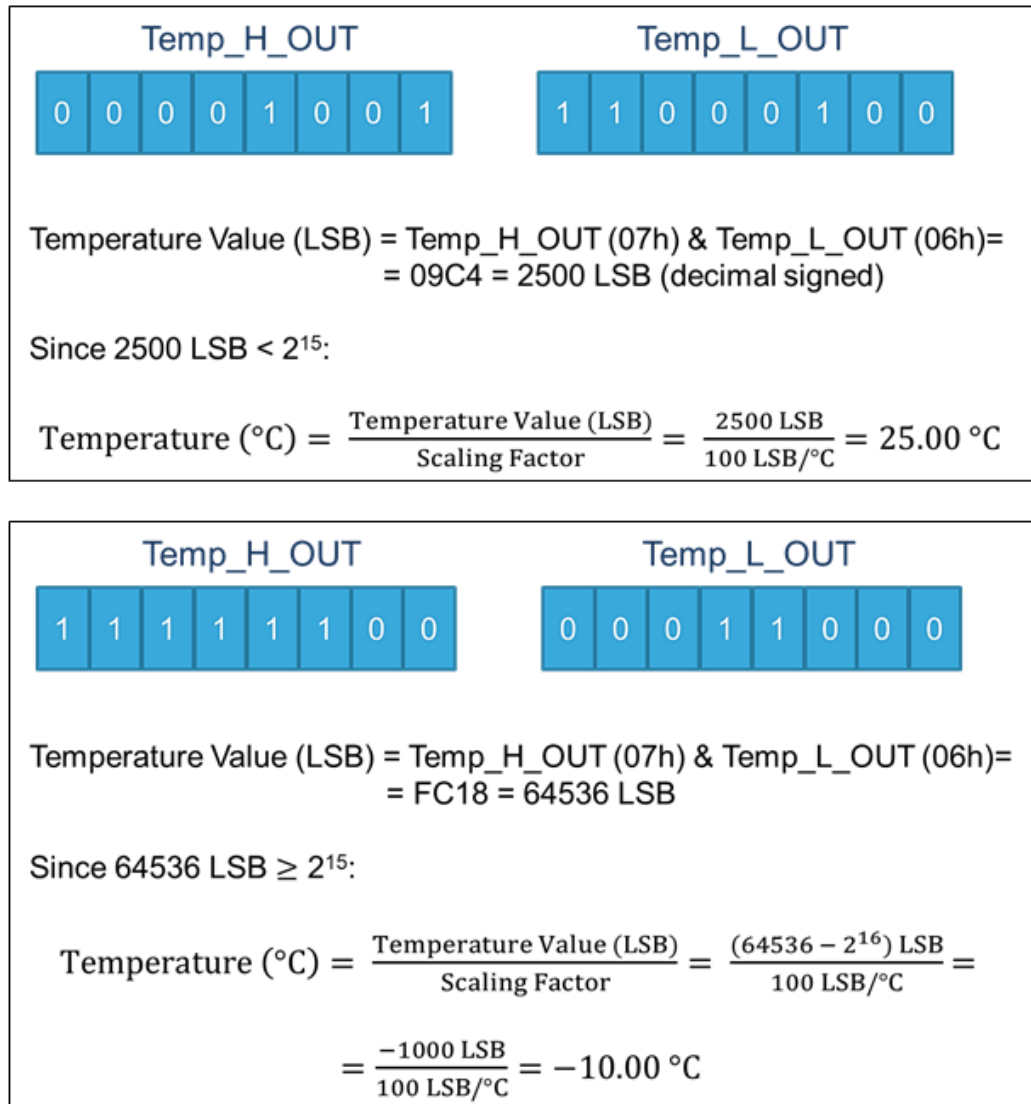 Temp_H_OUT Temp_L_OUT
0 0 0 0 1 0 0 1 1 1 0 0 0 1 0 0
Temperature Value (LSB) = Temp_H_OUT (07h) & Temp_L_OUT (06h)=
= 09C4 = 2500 LSB (decimal signed)
Since 2500 LSB < 2¹⁵:
Temperature (°C) = Temperature Value (LSB) / Scaling Factor = 2500 LSB / 100 LSB/°C = 25.00 °C
Temp_H_OUT Temp_L_OUT
1 1 1 1 1 1 0 0 0 0 0 1 1 0 0 0
Temperature Value (LSB) = Temp_H_OUT (07h) & Temp_L_OUT (06h)=
= FC18 = 64536 LSB
Since 64536 LSB ≥ 2¹⁵:
Temperature (°C) = Temperature Value (LSB) / Scaling Factor = (64536 − 2¹⁶) LSB / 100 LSB/°C =
= −1000 LSB / 100 LSB/°C = −10.00 °C